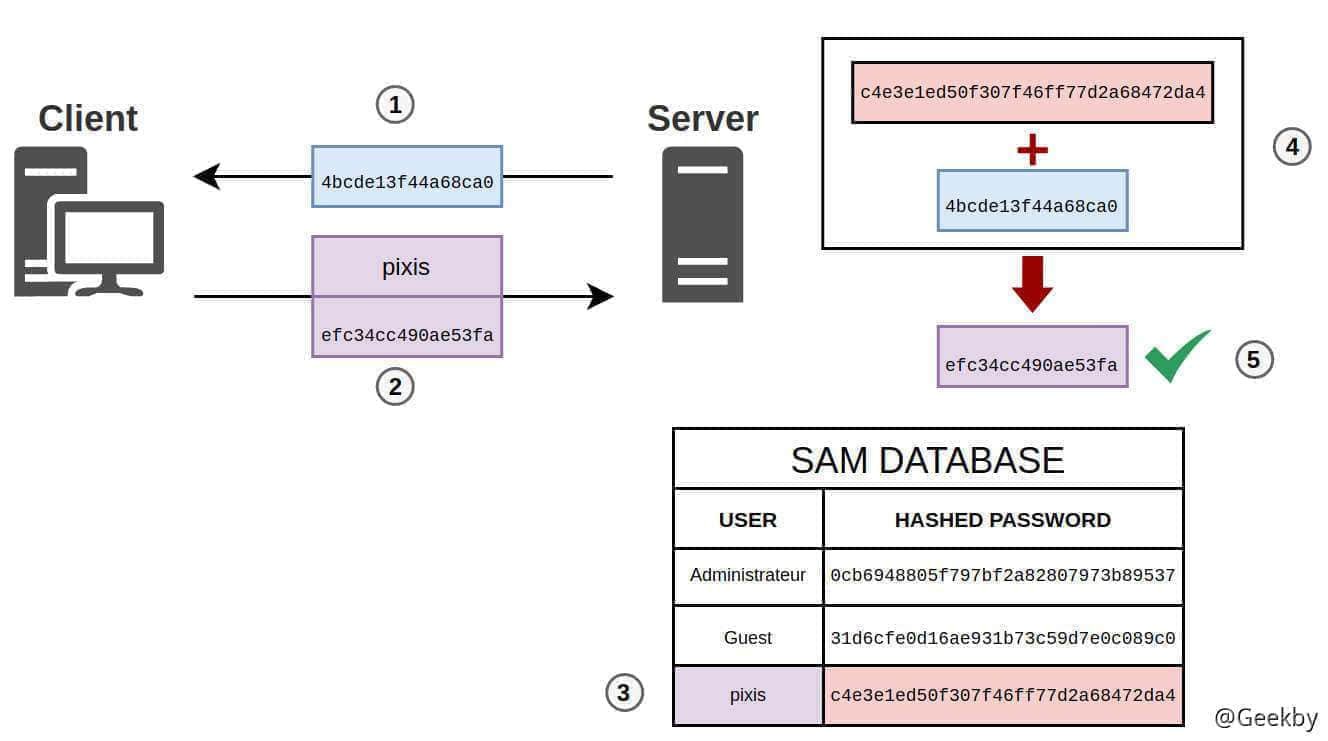 Client
1
4bcde13f44a68ca0
pixis
efc34cc490ae53fa
2
Server
c4e3e1ed50f307f46ff77d2a68472da4
+
4bcde13f44a68ca0
4
efc34cc490ae53fa
5
SAM DATABASE
USER HASHED PASSWORD
Administrateur 0cb6948805f797bf2a82807973b89537
Guest 31d6cfe0d16ae931b73c59d7e0c089c0
3 pixis c4e3e1ed50f307f46ff77d2a68472da4
@Geekby